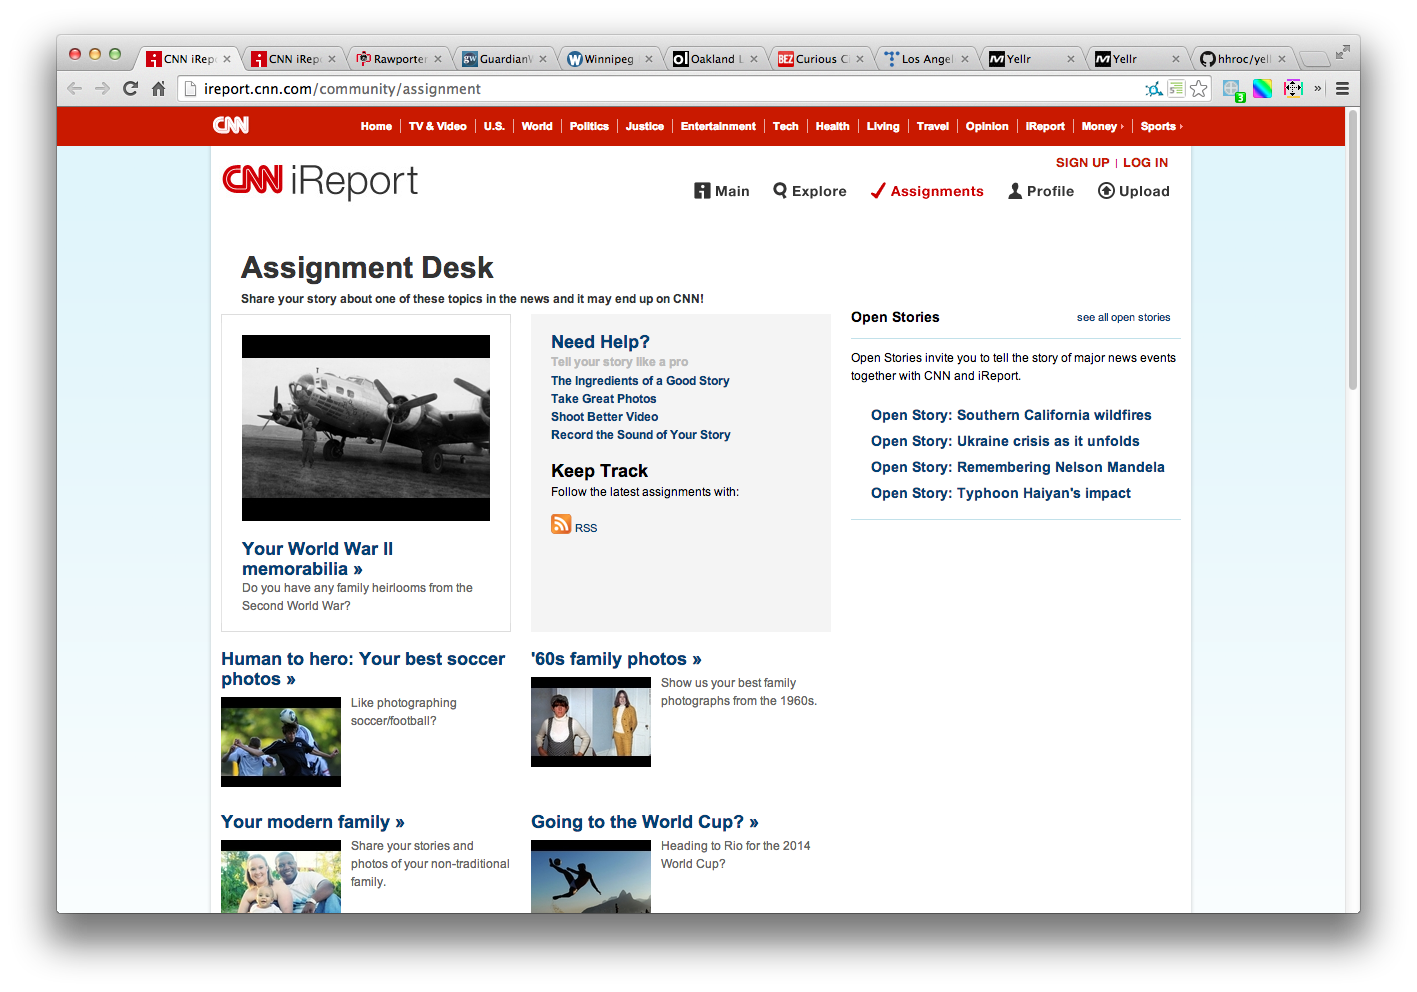 CNN iRepo
CNN iRepo
Rawporter
GuardianW
Winnipeg
Oakland L
Curious Ci
Los Angel
Yellr
Yellr
hhroc/yell
ireport.cnn.com/community/assignment
3
CNN
Home
TV & Video
U.S.
World
Politics
Justice
Entertainment
Tech
Health
Living
Travel
Opinion
IReport
Money
Sports
SIGN UP | LOG IN
CNN iReport
Main
Explore
Assignments
Profile
Upload
Assignment Desk
Share your story about one of these topics in the news and it may end up on CNN!
Your World War II
memorabilia »
Do you have any family heirlooms from the
Second World War?
Need Help?
Tell your story like a pro
The Ingredients of a Good Story
Take Great Photos
Shoot Better Video
Record the Sound of Your Story
Keep Track
Follow the latest assignments with:
RSS
Open Stories
see all open stories
Open Stories invite you to tell the story of major news events
together with CNN and iReport.
Open Story: Southern California wildfires
Open Story: Ukraine crisis as it unfolds
Open Story: Remembering Nelson Mandela
Open Story: Typhoon Haiyan's impact
Human to hero: Your best soccer
photos »
Like photographing
soccer/football?
'60s family photos »
Show us your best family
photographs from the 1960s.
Your modern family »
Share your stories and
photos of your non-traditional
family.
Going to the World Cup? »
Heading to Rio for the 2014
World Cup?